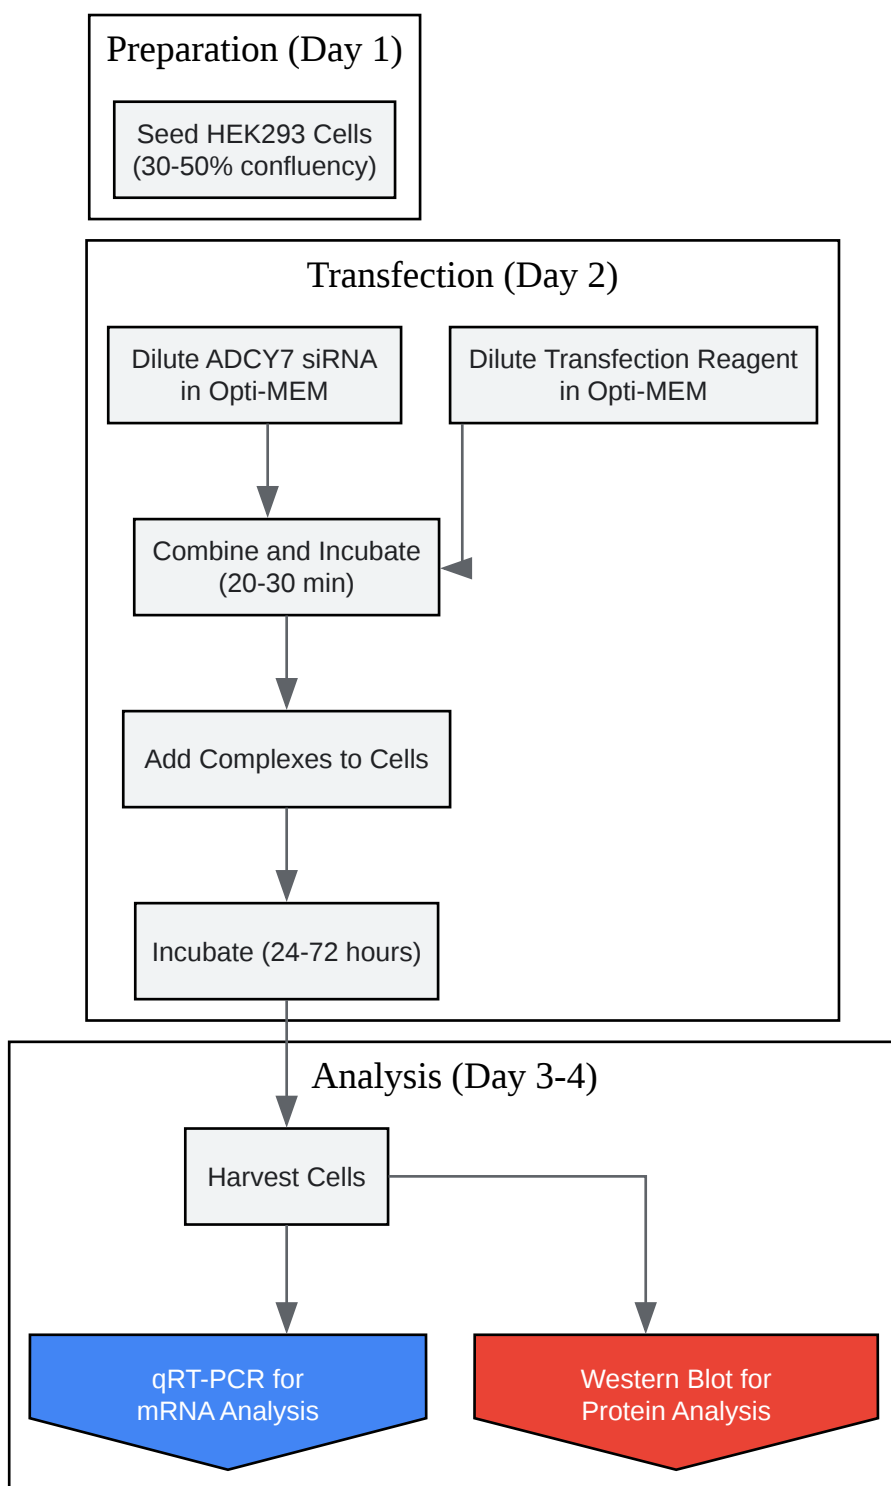 Preparation (Day 1)
Seed HEK293 Cells
(30-50% confluency)
Transfection (Day 2)
Dilute ADCY7 siRNA
in Opti-MEM
Dilute Transfection Reagent
in Opti-MEM
Combine and Incubate
(20-30 min)
Add Complexes to Cells
Incubate (24-72 hours)
Analysis (Day 3-4)
Harvest Cells
qRT-PCR for
mRNA Analysis
Western Blot for
Protein Analysis